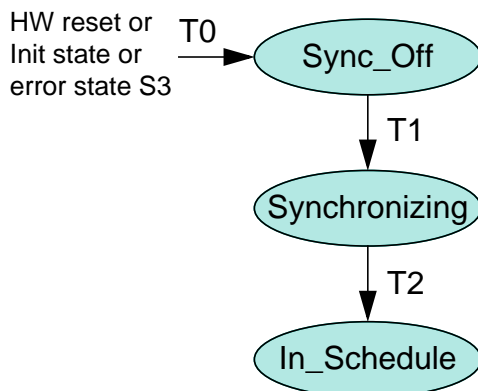 HW reset or
Init state or
error state S3
T0
Sync_Off
T1
Synchronizing
T2
In_Schedule